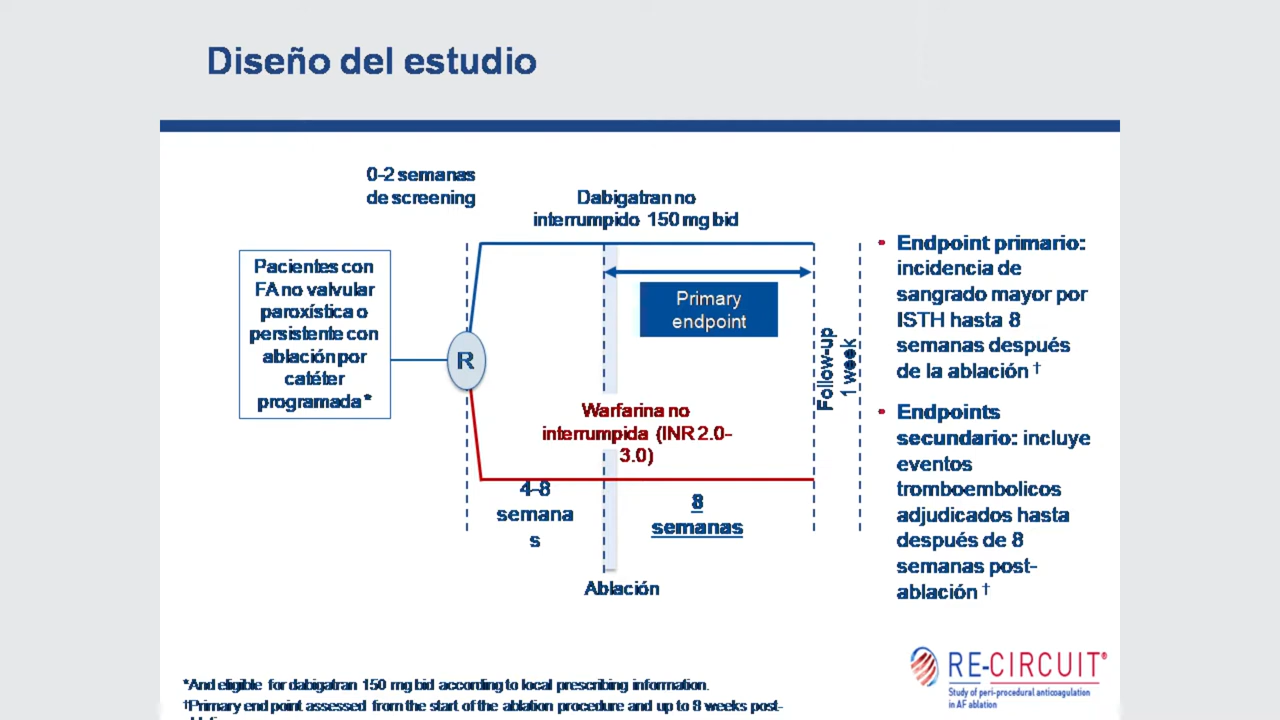 Diseño del estudio
0-2 semanas
de screening
Dabigatran no
interrumpido 150 mg bid
Pacientes con
FA no valvular
paroxística o
persistente con
ablación por
catéter
programada*
R
Primary
endpoint
Warfarina no
interrumpida (INR 2.0-
3.0)
4-8
semana
s
8
semanas
Ablación
Follow-up
1 week
• Endpoint primario:
incidencia de
sangrado mayor por
ISTH hasta 8
semanas después
de la ablación †
• Endpoints
secundario: incluye
eventos
tromboembolicos
adjudicados hasta
después de 8
semanas post-
ablación †
RE-CIRCUIT®
Study of peri-procedural anticoagulation
in AF ablation
*And eligible for dabigatran 150 mg bid according to local prescribing information.
†Primary end point assessed from the start of the ablation procedure and up to 8 weeks post-